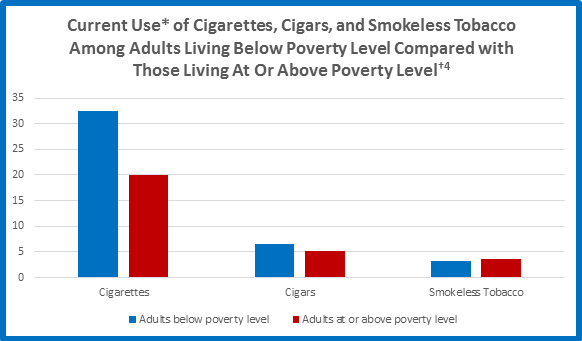 Current Use* of Cigarettes, Cigars, and Smokeless Tobacco
Among Adults Living Below Poverty Level Compared with
Those Living At Or Above Poverty Level†4
35
30
25
20
15
10
5
0
Cigarettes
Cigars
Smokeless Tobacco
Adults below poverty level
Adults at or above poverty level